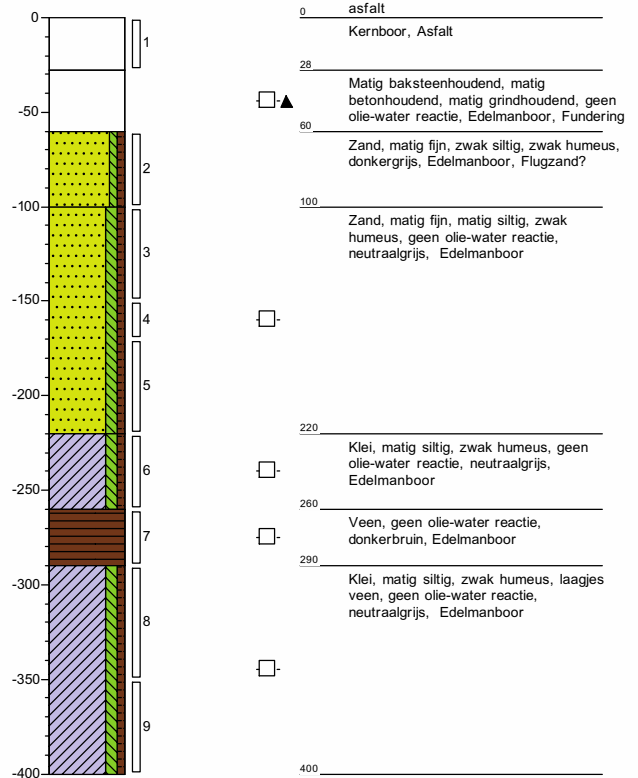 0
-50
-100
-150
-200
-250
-300
-350
-400
1
2
3
4
5
6
7
8
9
0 asfalt
Kernboor, Asfalt
28
Matig baksteenhoudend, matig
betonhoudend, matig grindhoudend, geen
olie-water reactie, Edelmanboor, Fundering
60
Zand, matig fijn, zwak siltig, zwak humeus,
donkergrijs, Edelmanboor, Flugzand?
100
Zand, matig fijn, matig siltig, zwak
humeus, geen olie-water reactie,
neutraalgrijs, Edelmanboor
220
Klei, matig siltig, zwak humeus, geen
olie-water reactie, neutraalgrijs,
Edelmanboor
260
Veen, geen olie-water reactie,
donkerbruin, Edelmanboor
290
Klei, matig siltig, zwak humeus, laagjes
veen, geen olie-water reactie,
neutraalgrijs, Edelmanboor
400